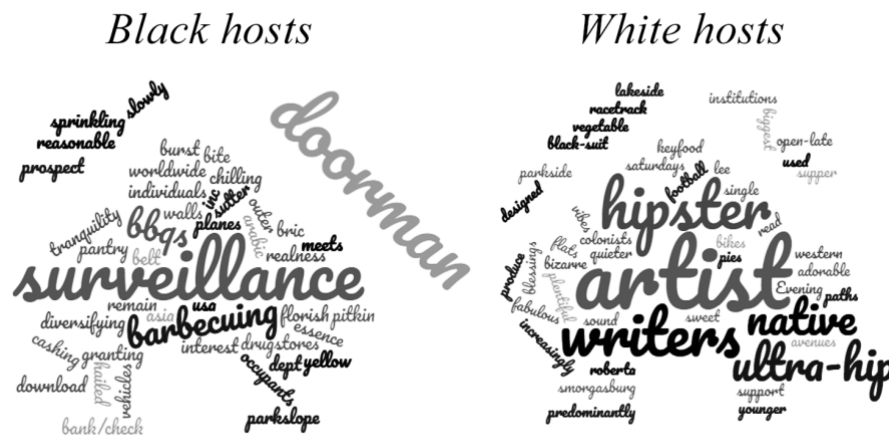 Black hosts
White hosts
slowly
sprinkling
reasonable
prospect
doorman
burst
bite
worldwide
chilling
individuals
inc
sutter
outer
walls
planes
arabic
bric
tranquility
bbqs
pantry
belt
meets
realness
surveillance
remain
usa
asia
diversifying
barbecuing
florish
pitkin
essence
interest
drugstores
cashing
granting
hailed
vehicles
occupants
dept
yellow
download
parkslope
bank/check
lakeside
racetrack
vegetable
black-suit
institutions
biggest
open-late
used
supper
keyfood
saturdays
football
lee
single
parkside
designed
hipster
read
vibes
colonists
flats
quieter
bikes
pies
bizarre
blessings
produce
plentiful
fabulous
artist
western
adorable
Evening
paths
sound
sweet
writers
native
avenues
increasingly
ultra-hip
roberta
smorgasburg
support
predominantly
younger